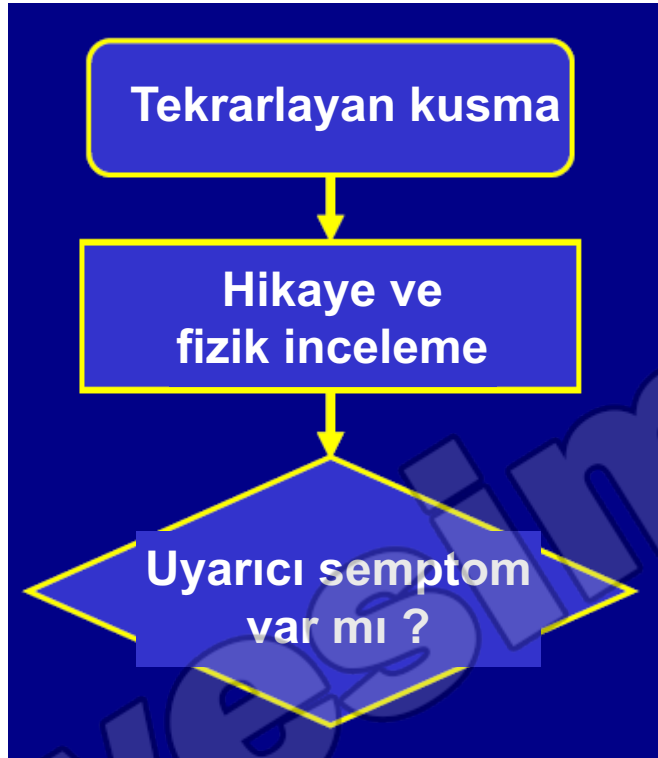 Tekrarlayan kusma
Hikaye ve
fizik inceleme
Uyarıcı semptom
var mı ?